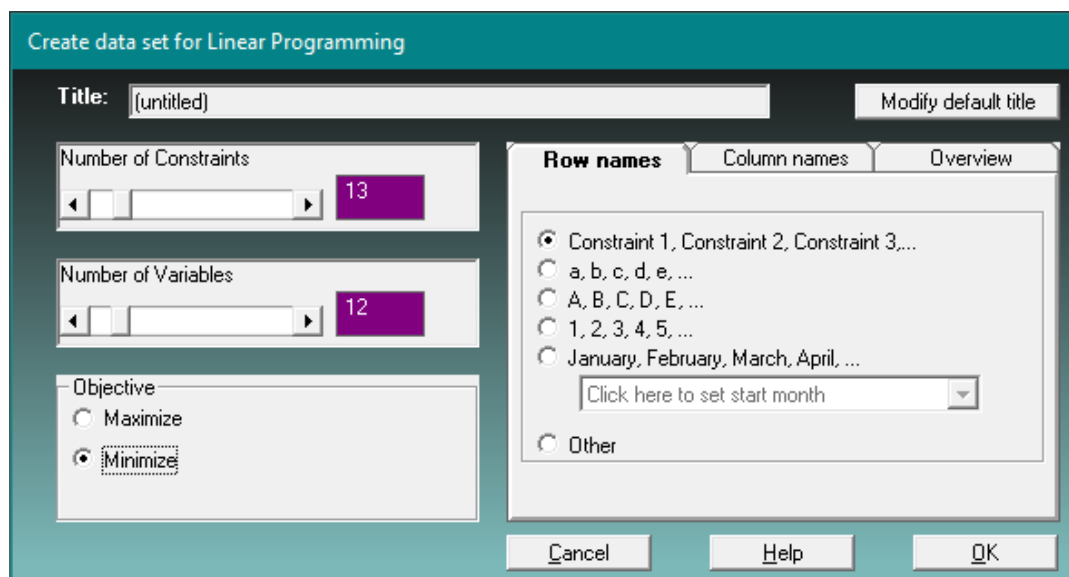 Create data set for Linear Programming
Title: (untitled)
Modify default title
Number of Constraints
13
Number of Variables
12
Objective
Maximize
Minimize
Row names
Column names
Overview
Constraint 1, Constraint 2, Constraint 3,...
a, b, c, d, e, ...
A, B, C, D, E, ...
1, 2, 3, 4, 5, ...
January, February, March, April, ...
Click here to set start month
Other
Cancel
Help
OK